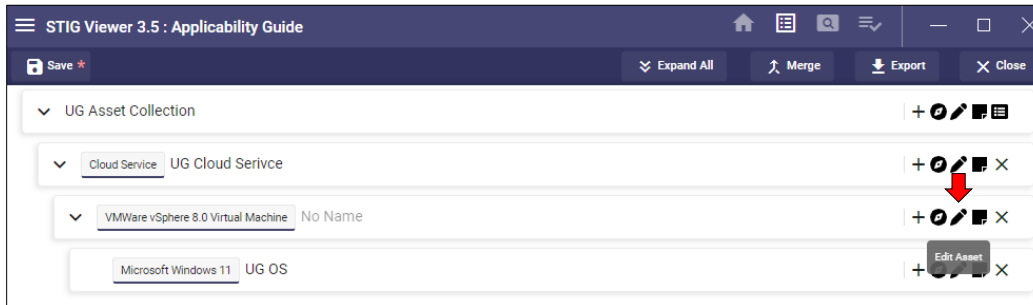 STIG Viewer 3.5 : Applicability Guide
Save * Expand All Merge Export Close
UG Asset Collection
Cloud Service UG Cloud Serivce
VMWare vSphere 8.0 Virtual Machine No Name
Microsoft Windows 11 UG OS
Edit Asset